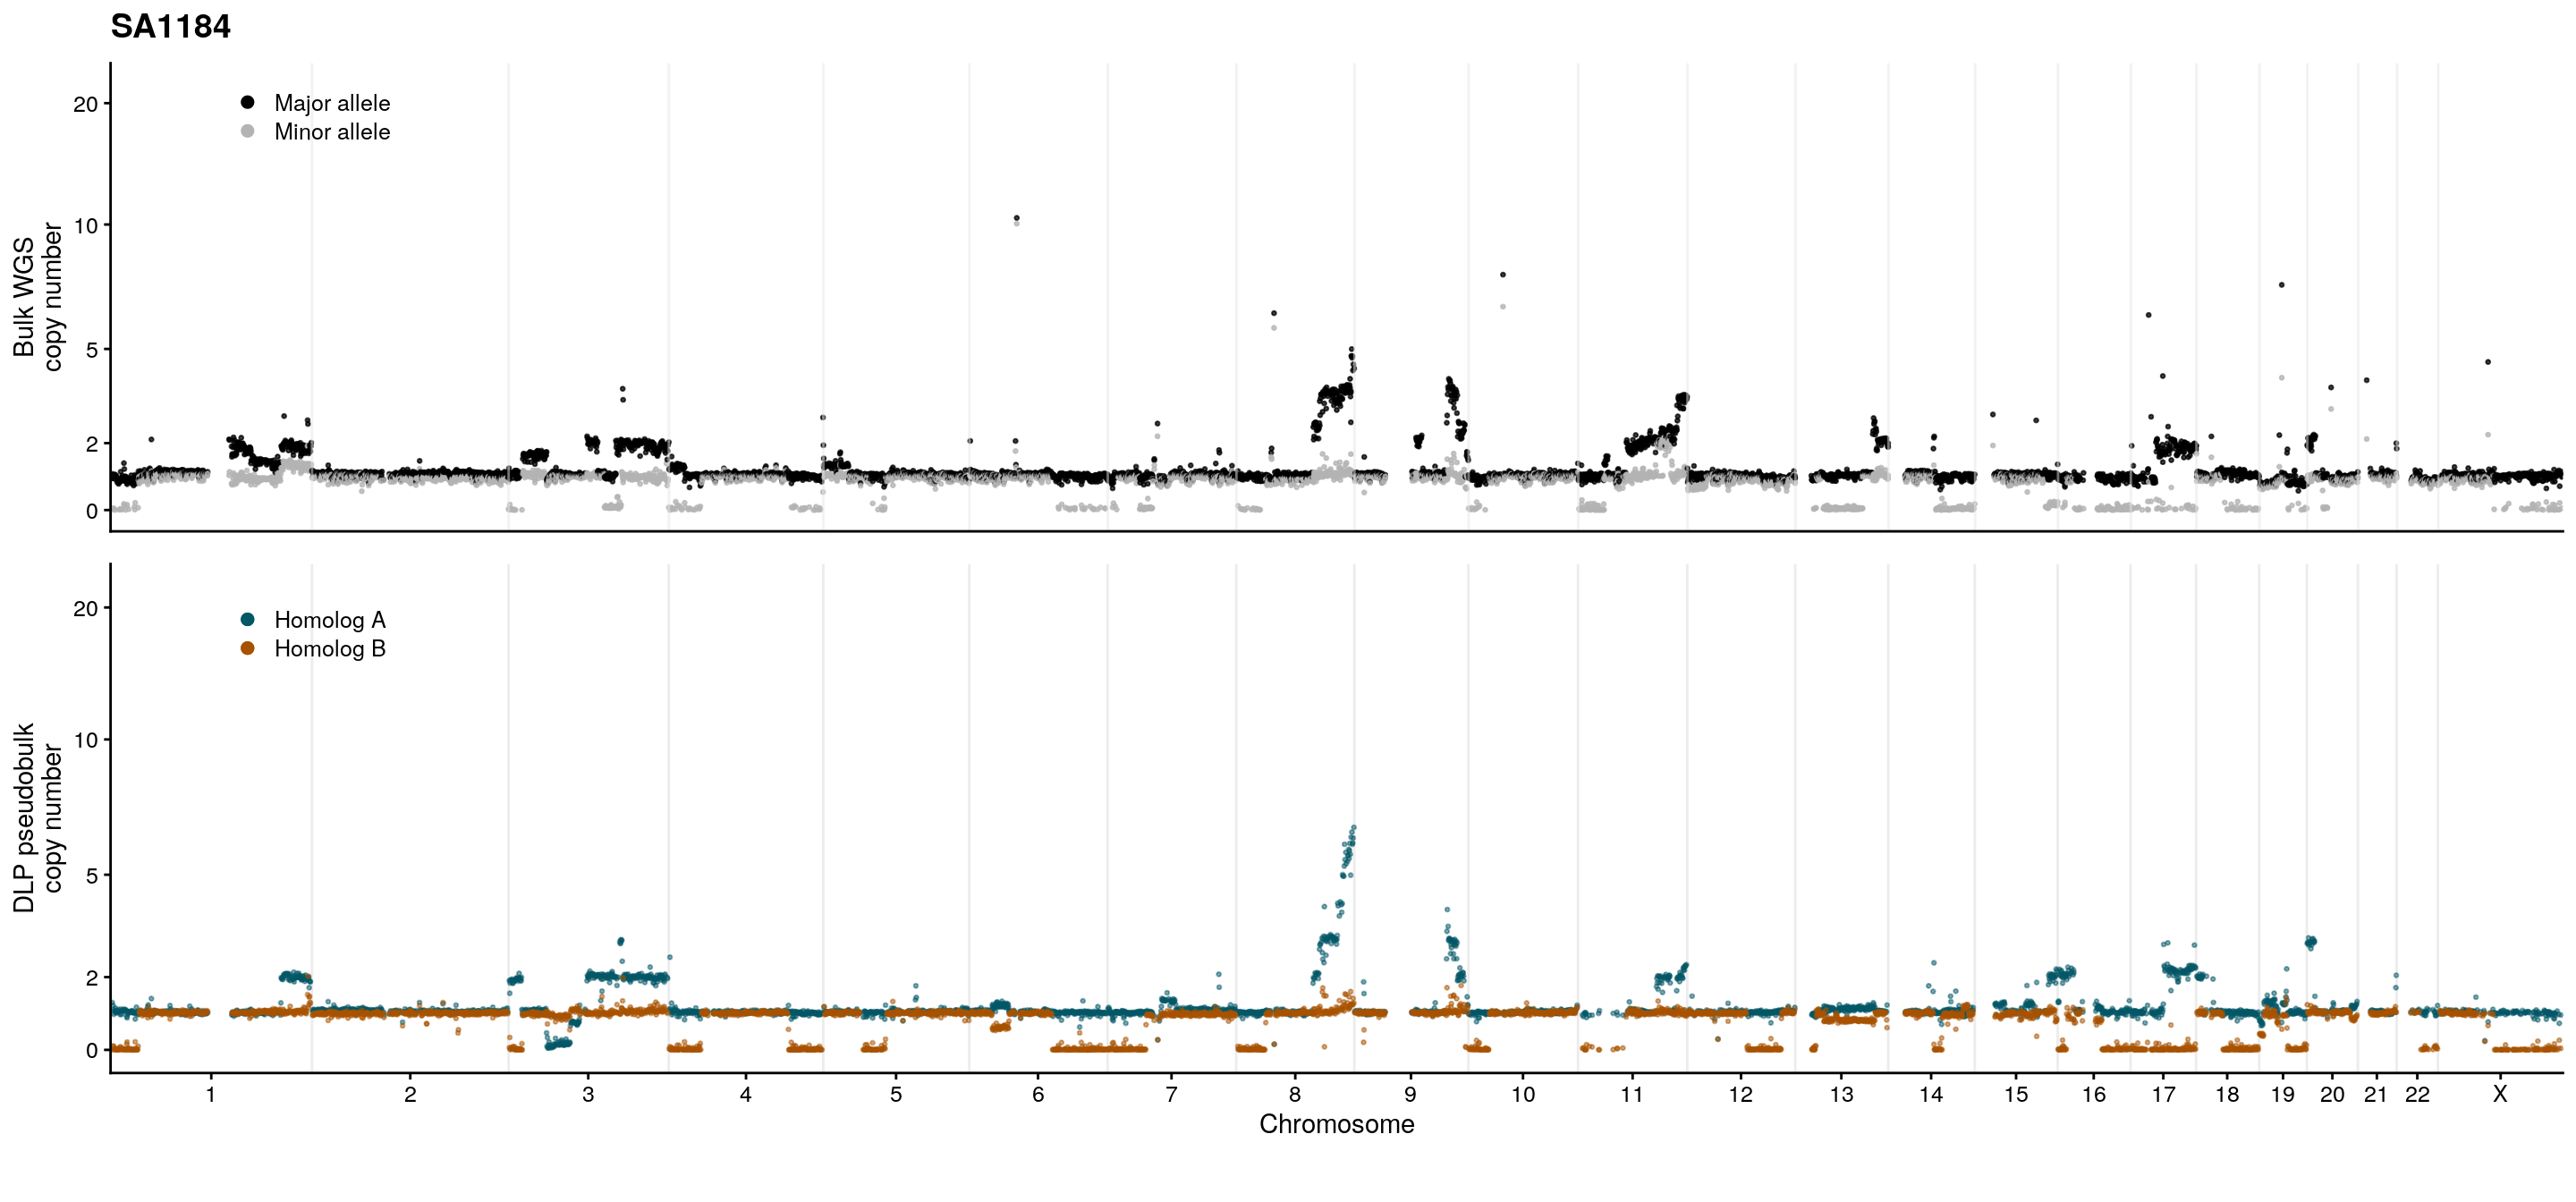 SA1184
Bulk WGS
copy number
20
10
5
2
0
Major allele
Minor allele
DLP pseudobulk
copy number
20
10
5
2
0
Homolog A
Homolog B
1 2 3 4 5 6 7 8 9 10 11 12 13 14 15 16 17 18 19 20 21 22 X
Chromosome